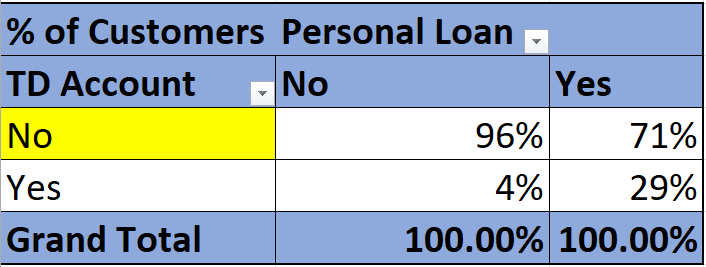 % of Customers Personal Loan
TD Account No Yes
No 96% 71%
Yes 4% 29%
Grand Total 100.00% 100.00%